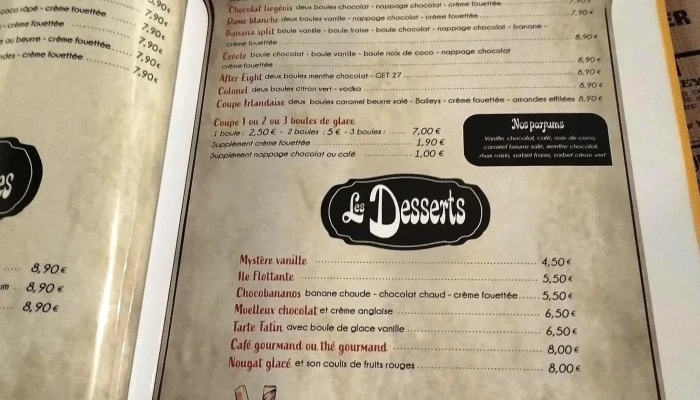 coco râpé - crème fouettée
7,90€
- crème fouettée
7,90€
7,90€
au beurre - crème fouettée
7,90€
- crème fouettée
7,90€
8,90€
8,90€
8,90€
Chocolat liégeois deux boules chocolat - nappage chocolat - crème fouettée
Dame blanche deux boules vanille - nappage chocolat - crème fouettée 7,90€
Banana split boule vanille - boule fraise - boule chocolat - nappage chocolat - banane -
crème fouettée 8,90€
Créole boule chocolat - boule vanille - boule noix de coco - nappage chocolat
crème fouettée 8,90€
After Eight deux boules menthe chocolat - GET 27 8,90€
Colonel deux boules citron vert - vodka 8,90€
Coupe Irlandaise deux boules caramel beurre salé - Baileys - crème fouettée - amandes effilées 8,90€
Coupe 1 ou 2 ou 3 boules de glace
1 boule : 2,50€ - 2 boules : 5€ - 3 boules : ...... 7,00€
Supplément crème fouettée ...... 1,90€
Supplément nappage chocolat ou café ...... 1,00€
Nos parfums
Vanille, chocolat, café, noix de coco,
caramel beurre salé, menthe chocolat,
rhum raisin, sorbet fraise, sorbet citron vert
Les Desserts
Mystère vanille ...... 4,50€
Ile Flottante ...... 5,50€
Chocobananos banane chaude - chocolat chaud - crème fouettée ...... 5,50€
Moelleux chocolat et crème anglaise ...... 6,50€
Tarte Tatin avec boule de glace vanille ...... 6,50€
Café gourmand ou thé gourmand ...... 8,00€
Nougat glacé et son coulis de fruits rouges ...... 8,00€